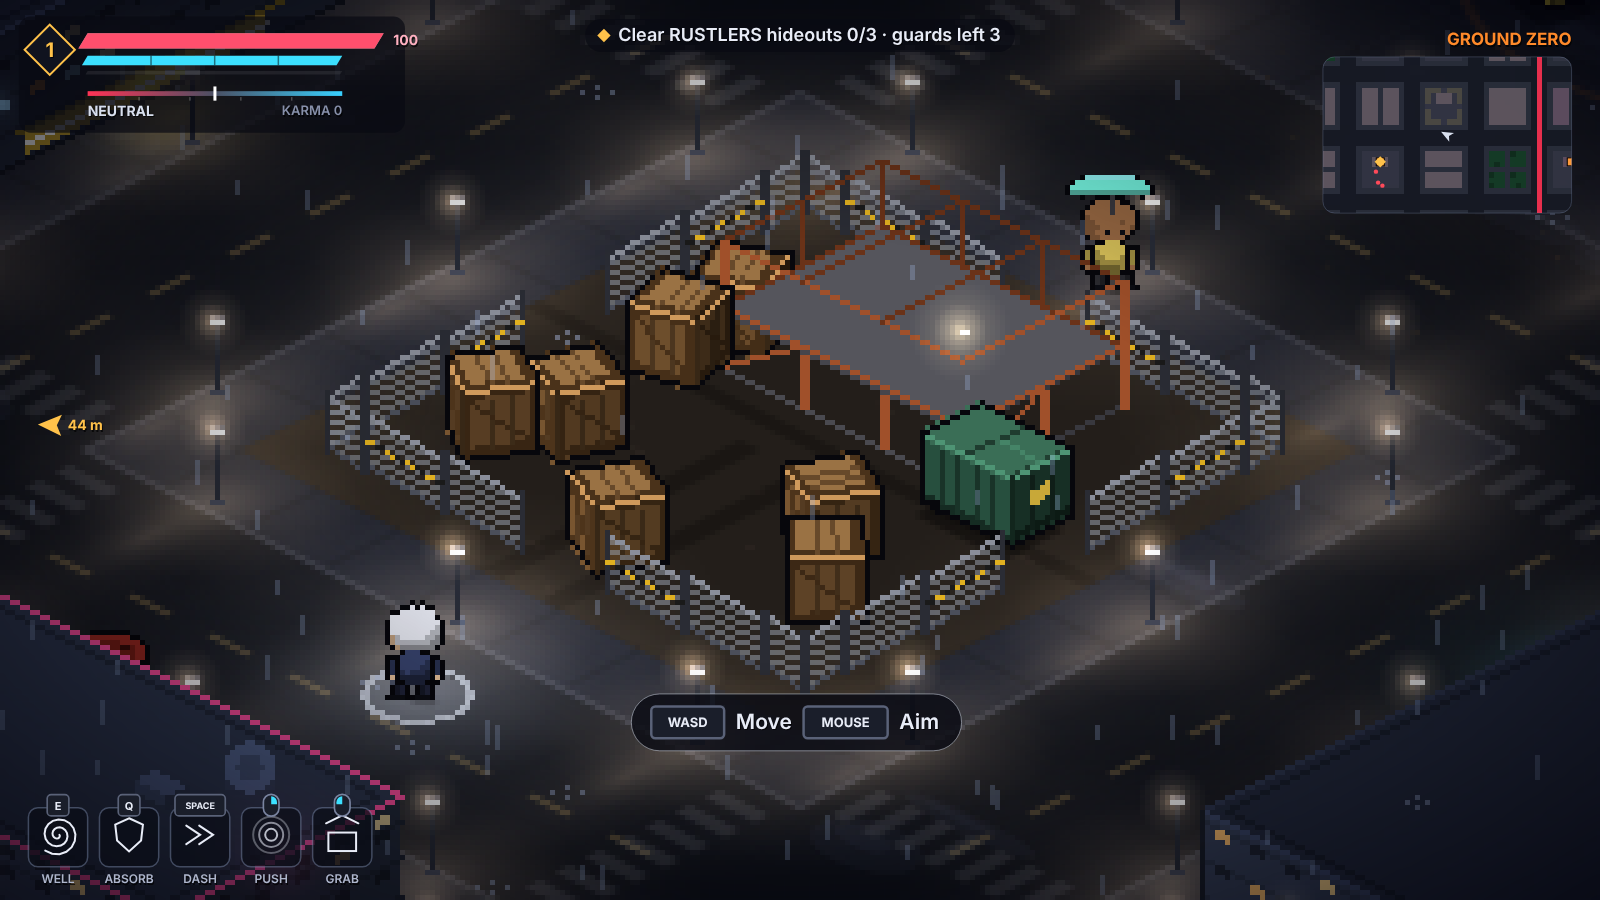 1
100
NEUTRAL KARMA 0
Clear RUSTLERS hideouts 0/3 · guards left 3
GROUND ZERO
44 m
WASD Move MOUSE Aim
E Q SPACE
WELL ABSORB DASH PUSH GRAB